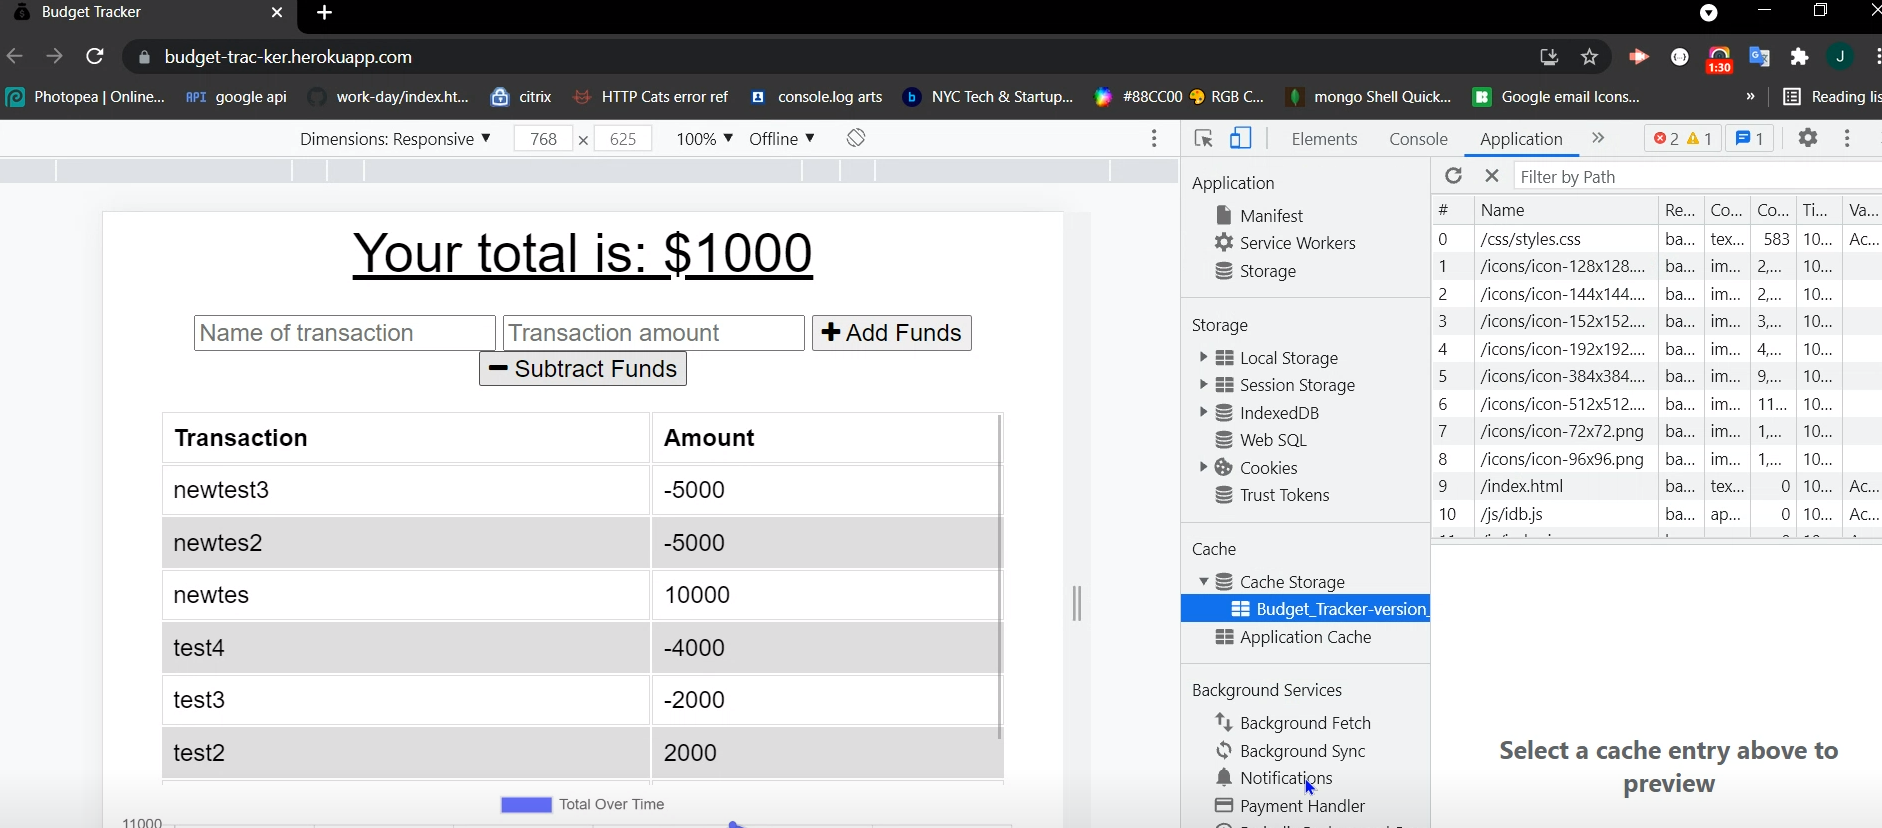 Budget Tracker
budget-trac-ker.herokuapp.com
1:30
J
Photopea | Online...
API google api
work-day/index.ht...
citrix
HTTP Cats error ref
console.log arts
b NYC Tech & Startup...
#88CC00
RGB C...
mongo Shell Quick...
Google email Icons...
»
Reading lis
Dimensions: Responsive ▼ 768 × 625 100% ▼ Offline ▼
Elements Console Application » 2 1 1
Your total is: $1000
Name of transaction Transaction amount + Add Funds
− Subtract Funds
Transaction Amount
newtest3 -5000
newtes2 -5000
newtes 10000
test4 -4000
test3 -2000
test2 2000
Total Over Time
11000
Application
Manifest
Service Workers
Storage
Storage
Local Storage
Session Storage
IndexedDB
Web SQL
Cookies
Trust Tokens
Cache
Cache Storage
Budget_Tracker-version_
Application Cache
Background Services
Background Fetch
Background Sync
Notifications
Payment Handler
Filter by Path
# Name Re... Co... Co... Ti... Va...
0 /css/styles.css ba... tex... 583 10... Ac...
1 /icons/icon-128x128.... ba... im... 2,... 10...
2 /icons/icon-144x144.... ba... im... 2,... 10...
3 /icons/icon-152x152.... ba... im... 3,... 10...
4 /icons/icon-192x192.... ba... im... 4,... 10...
5 /icons/icon-384x384.... ba... im... 9,... 10...
6 /icons/icon-512x512.... ba... im... 11... 10...
7 /icons/icon-72x72.png ba... im... 1,... 10...
8 /icons/icon-96x96.png ba... im... 1,... 10...
9 /index.html ba... tex... 0 10... Ac...
10 /js/idb.js ba... ap... 0 10... Ac...
Select a cache entry above to
preview